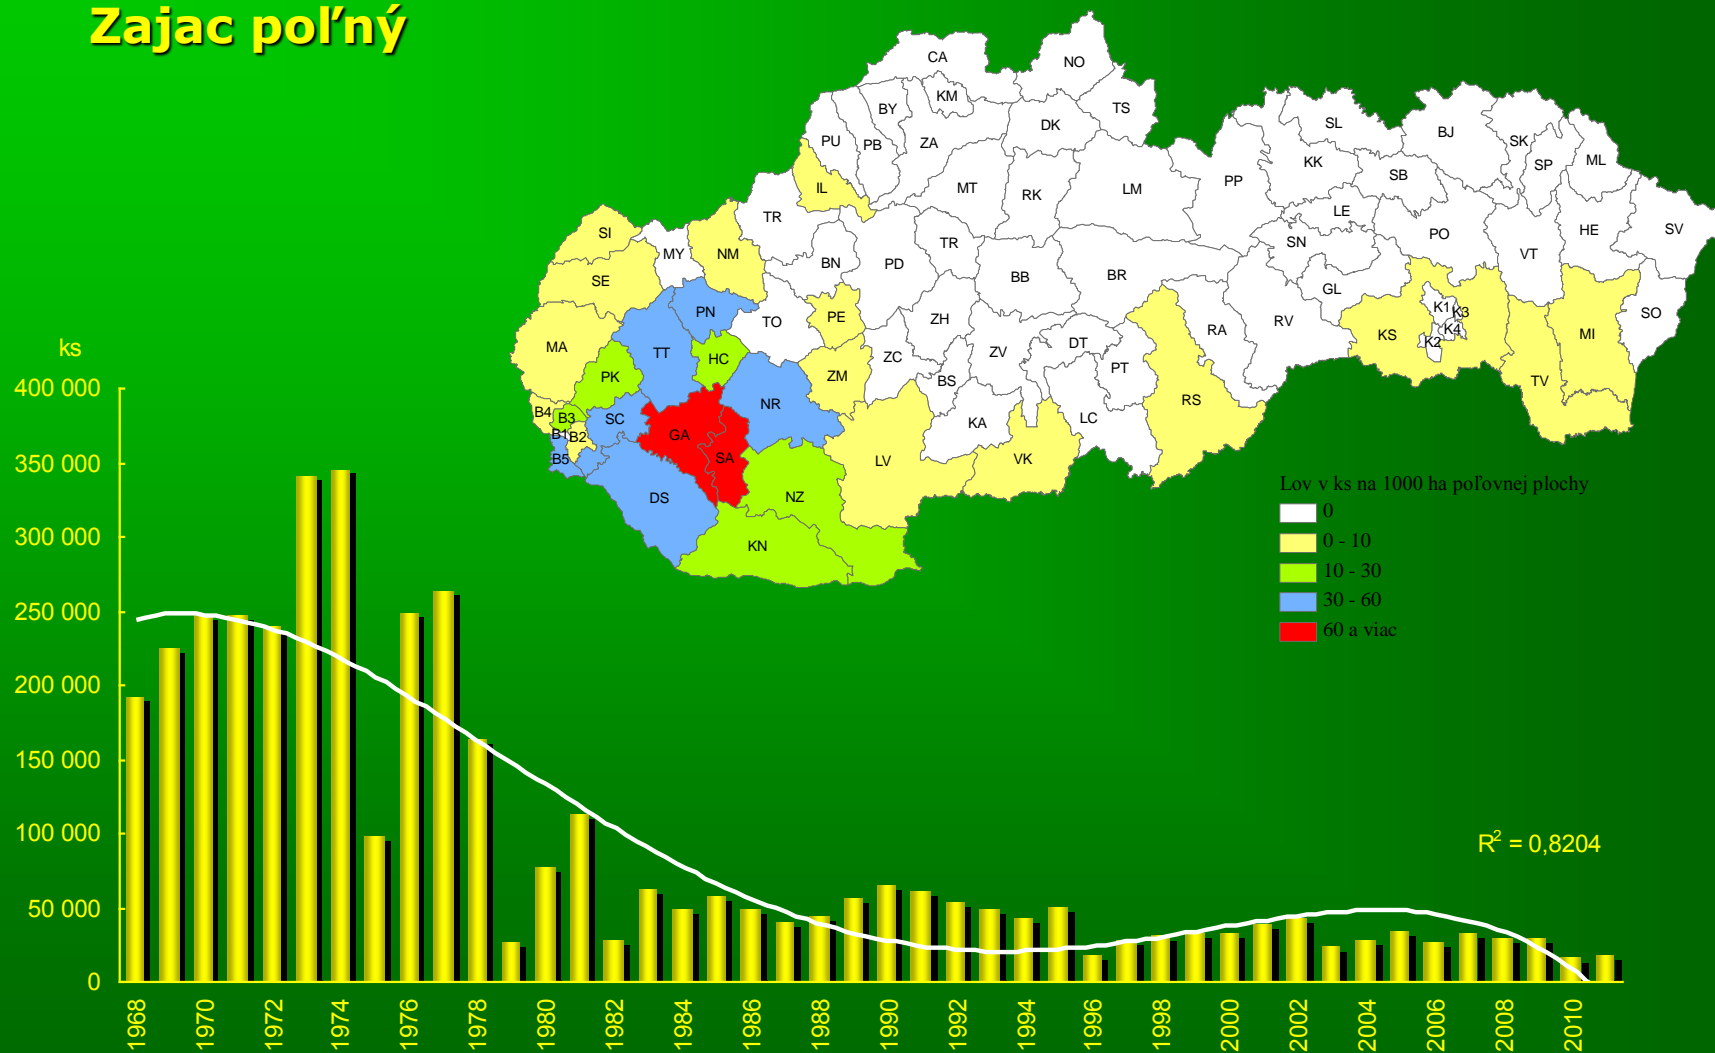 Zajac poľný
CA
NO
KM
BY
TS
DK
SL
BJ
SK
PU
PB
ZA
KK
SP
ML
SB
IL
MT
RK
LM
PP
TR
LE
SI
MY
NM
TR
SN
PO
HE
SV
BN
PD
VT
SE
BB
BR
GL
PN
TO
PE
ZH
RA
RV
K1
K3
SO
MA
TT
HC
ZC
ZV
DT
KS
K4
K2
MI
PK
ZM
BS
PT
TV
B4
B3
SC
NR
RS
B1
B2
GA
KA
LC
B5
SA
LV
VK
DS
NZ
KN
Lov v ks na 1000 ha poľovnej plochy
0
0 - 10
10 - 30
30 - 60
60 a viac
ks
400 000
350 000
300 000
250 000
200 000
150 000
100 000
50 000
0
R2 = 0,8204
1968
1970
1972
1974
1976
1978
1980
1982
1984
1986
1988
1990
1992
1994
1996
1998
2000
2002
2004
2006
2008
2010